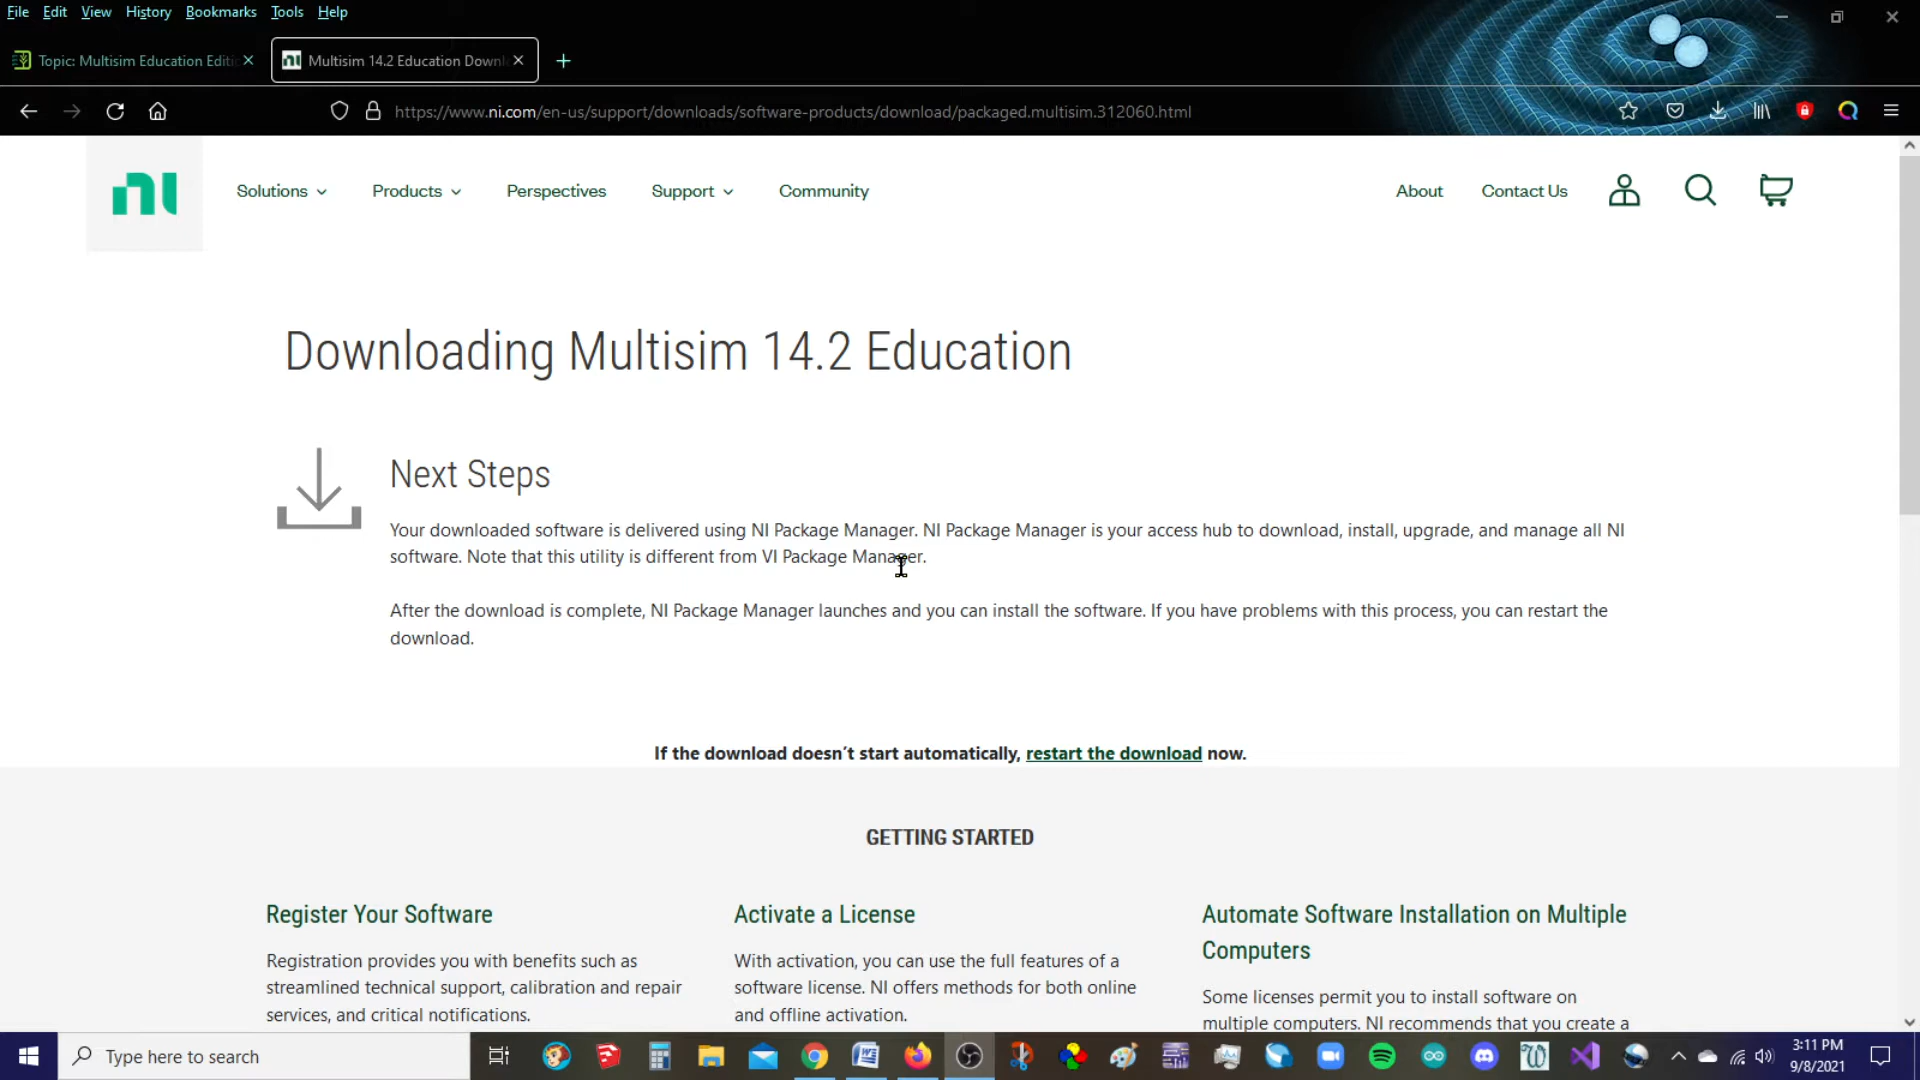 File Edit View History Bookmarks Tools Help
Topic: Multisim Education Editi
Multisim 14.2 Education Downl
https://www.ni.com/en-us/support/downloads/software-products/download/packaged.multisim.312060.html
ni Solutions Products Perspectives Support Community About Contact Us
Downloading Multisim 14.2 Education
Next Steps
Your downloaded software is delivered using NI Package Manager. NI Package Manager is your access hub to download, install, upgrade, and manage all NI
software. Note that this utility is different from VI Package Manager.
After the download is complete, NI Package Manager launches and you can install the software. If you have problems with this process, you can restart the
download.
If the download doesn't start automatically, restart the download now.
GETTING STARTED
Register Your Software
Registration provides you with benefits such as
streamlined technical support, calibration and repair
services, and critical notifications.
Activate a License
With activation, you can use the full features of a
software license. NI offers methods for both online
and offline activation.
Automate Software Installation on Multiple
Computers
Some licenses permit you to install software on
multiple computers. NI recommends that you create a
Type here to search
3:11 PM
9/8/2021